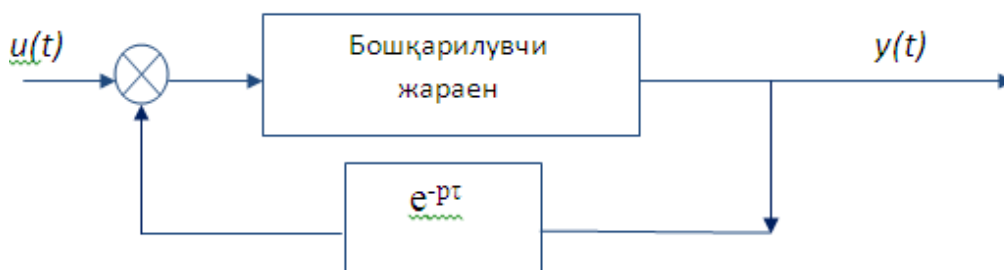 u(t)
Бошқарилувчи
жараен
y(t)
e-pτ